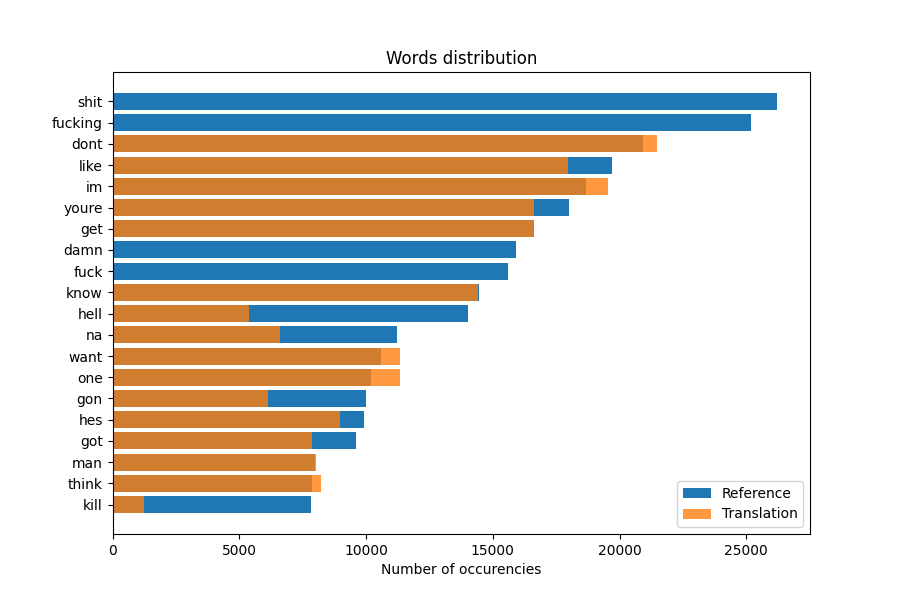 Words distribution
shit
fucking
dont
like
im
youre
get
damn
fuck
know
hell
na
want
one
gon
hes
got
man
think
kill
Reference
Translation
0 5000 10000 15000 20000 25000
Number of occurencies